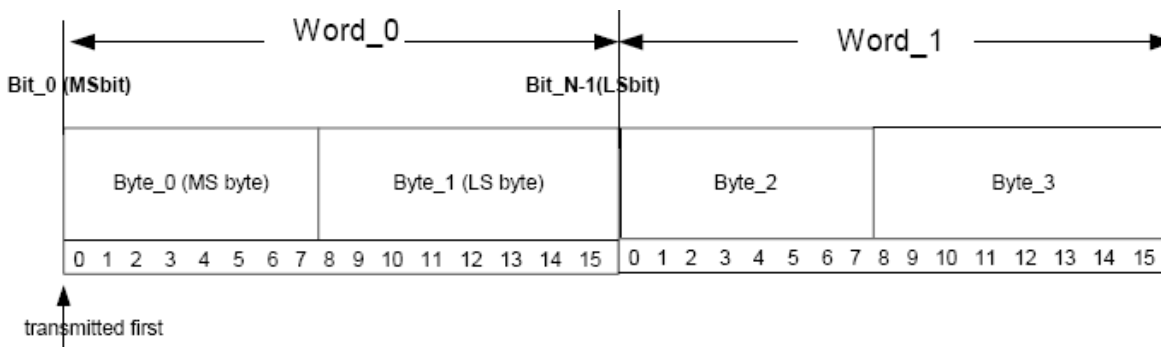 Word_0 Word_1
Bit_0 (MSbit) Bit_N-1(LSbit)
Byte_0 (MS byte) Byte_1 (LS byte) Byte_2 Byte_3
0 1 2 3 4 5 6 7 8 9 10 11 12 13 14 15 0 1 2 3 4 5 6 7 8 9 10 11 12 13 14 15
transmitted first